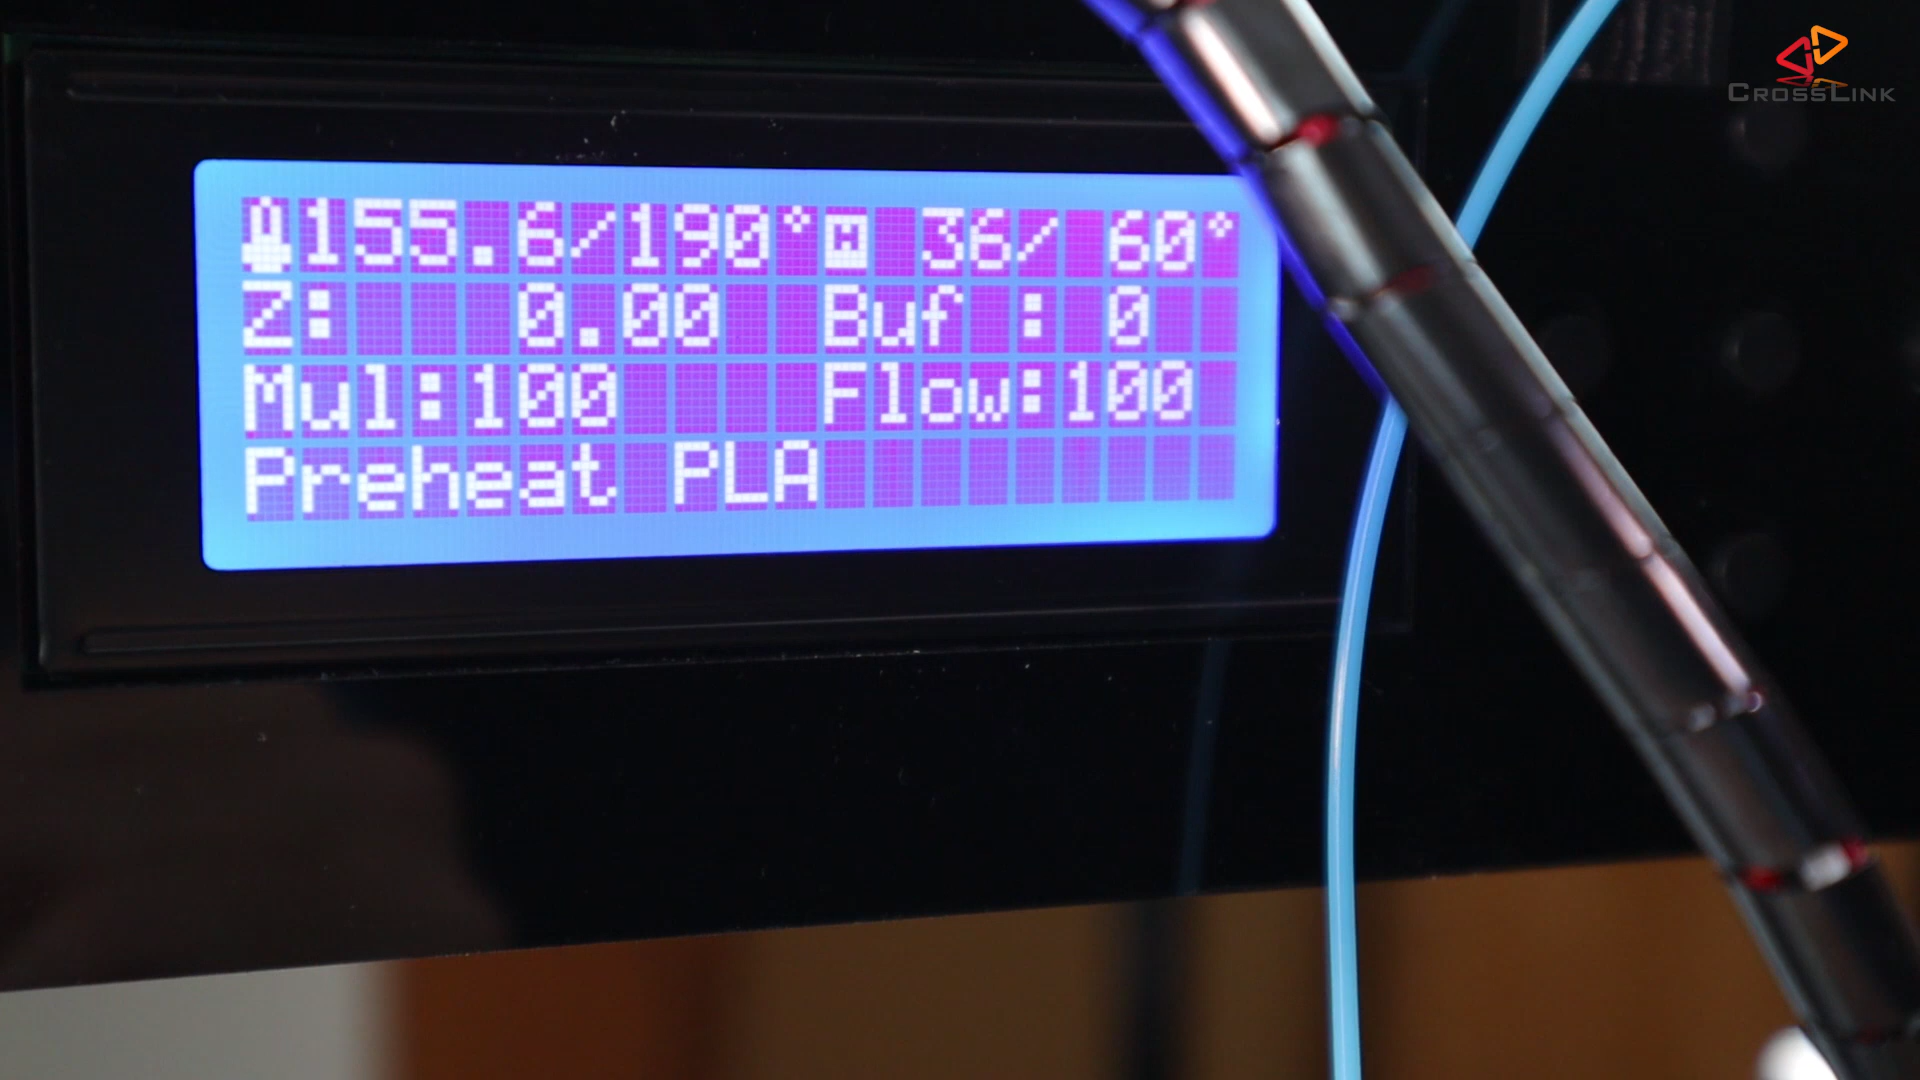 155.6/190° 36/ 60°
Z: 0.00 Buf : 0
Mul:100 Flow:100
Preheat PLA
CROSSLINK